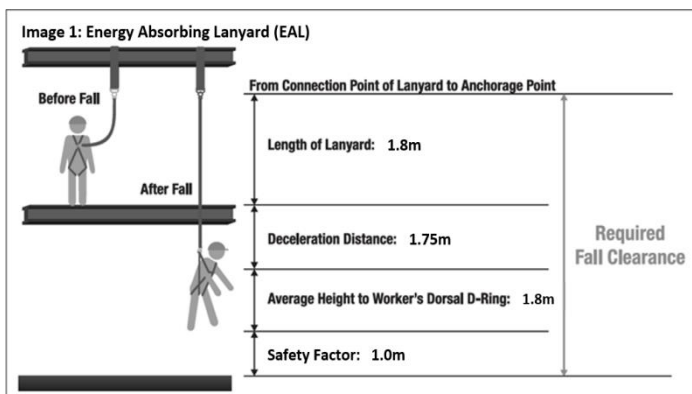 Image 1: Energy Absorbing Lanyard (EAL)
From Connection Point of Lanyard to Anchorage Point
Before Fall
Length of Lanyard: 1.8m
After Fall
Deceleration Distance: 1.75m
Required
Fall Clearance
Average Height to Worker's Dorsal D-Ring: 1.8m
Safety Factor: 1.0m